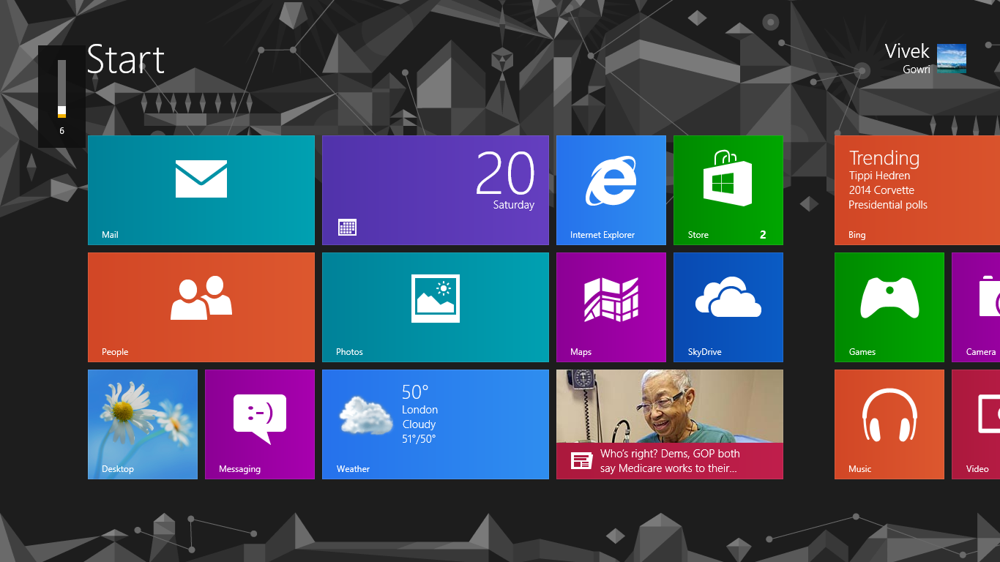 Start
Vivek
Gowri
6
Mail
20
Saturday
Internet Explorer
Store
2
Trending
Tippi Hedren
2014 Corvette
Presidential polls
Bing
People
Photos
Maps
SkyDrive
Games
Camera
Desktop
:-)
Messaging
50°
London
Cloudy
51°/50°
Weather
Who's right? Dems, GOP both
say Medicare works to their...
Music
Video